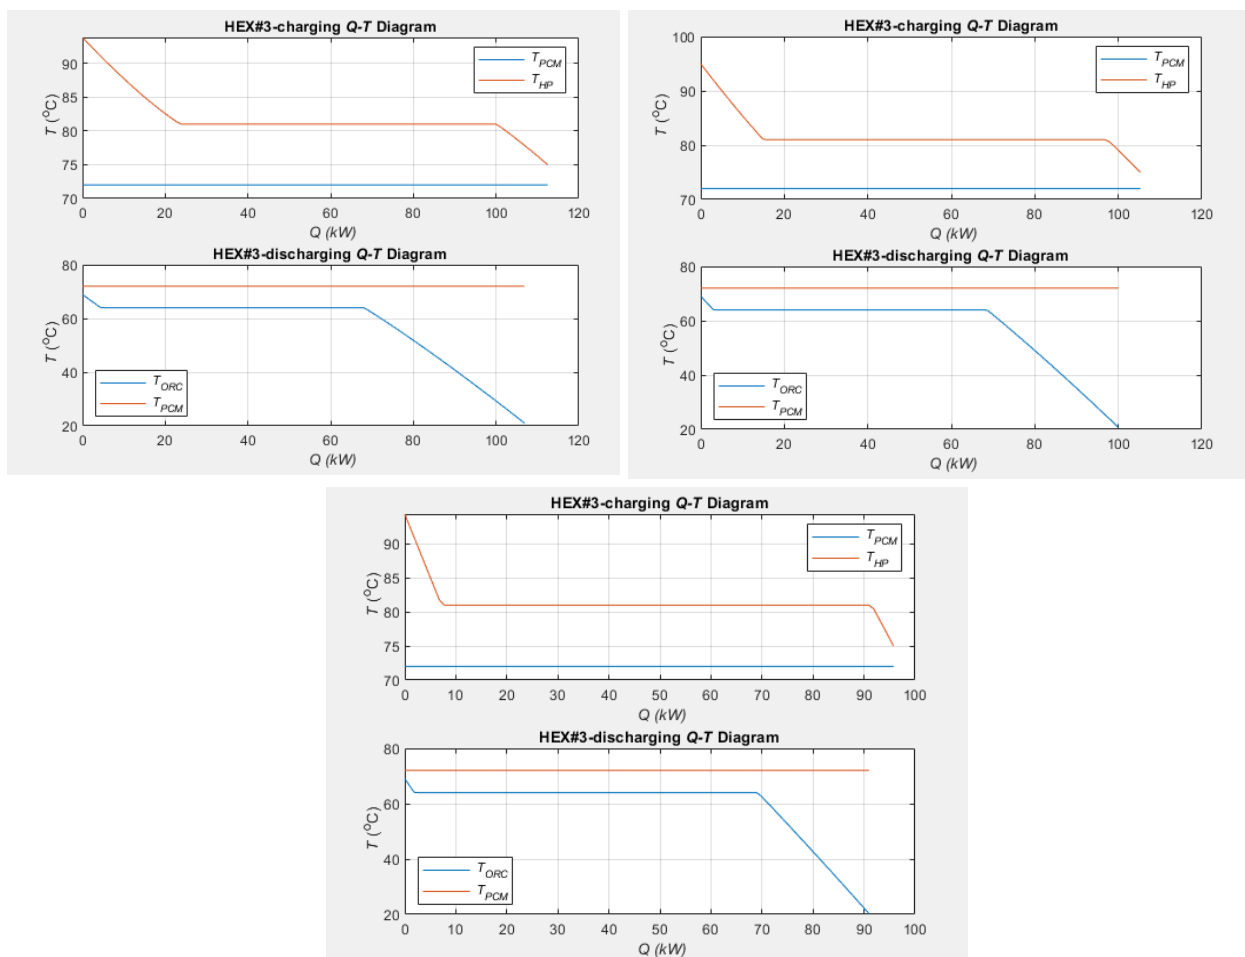 HEX#3-charging Q-T Diagram
90
85
80
75
70
T (°C)
T_PCM
T_HP
0 20 40 60 80 100 120
Q (kW)
HEX#3-discharging Q-T Diagram
80
60
40
20
T (°C)
T_ORC
T_PCM
0 20 40 60 80 100 120
Q (kW)
HEX#3-charging Q-T Diagram
100
90
80
70
T (°C)
T_PCM
T_HP
0 20 40 60 80 100 120
Q (kW)
HEX#3-discharging Q-T Diagram
80
60
40
20
T (°C)
T_ORC
T_PCM
0 20 40 60 80 100 120
Q (kW)
HEX#3-charging Q-T Diagram
90
85
80
75
70
T (°C)
T_PCM
T_HP
0 10 20 30 40 50 60 70 80 90 100
Q (kW)
HEX#3-discharging Q-T Diagram
80
60
40
20
T (°C)
T_ORC
T_PCM
0 10 20 30 40 50 60 70 80 90 100
Q (kW)